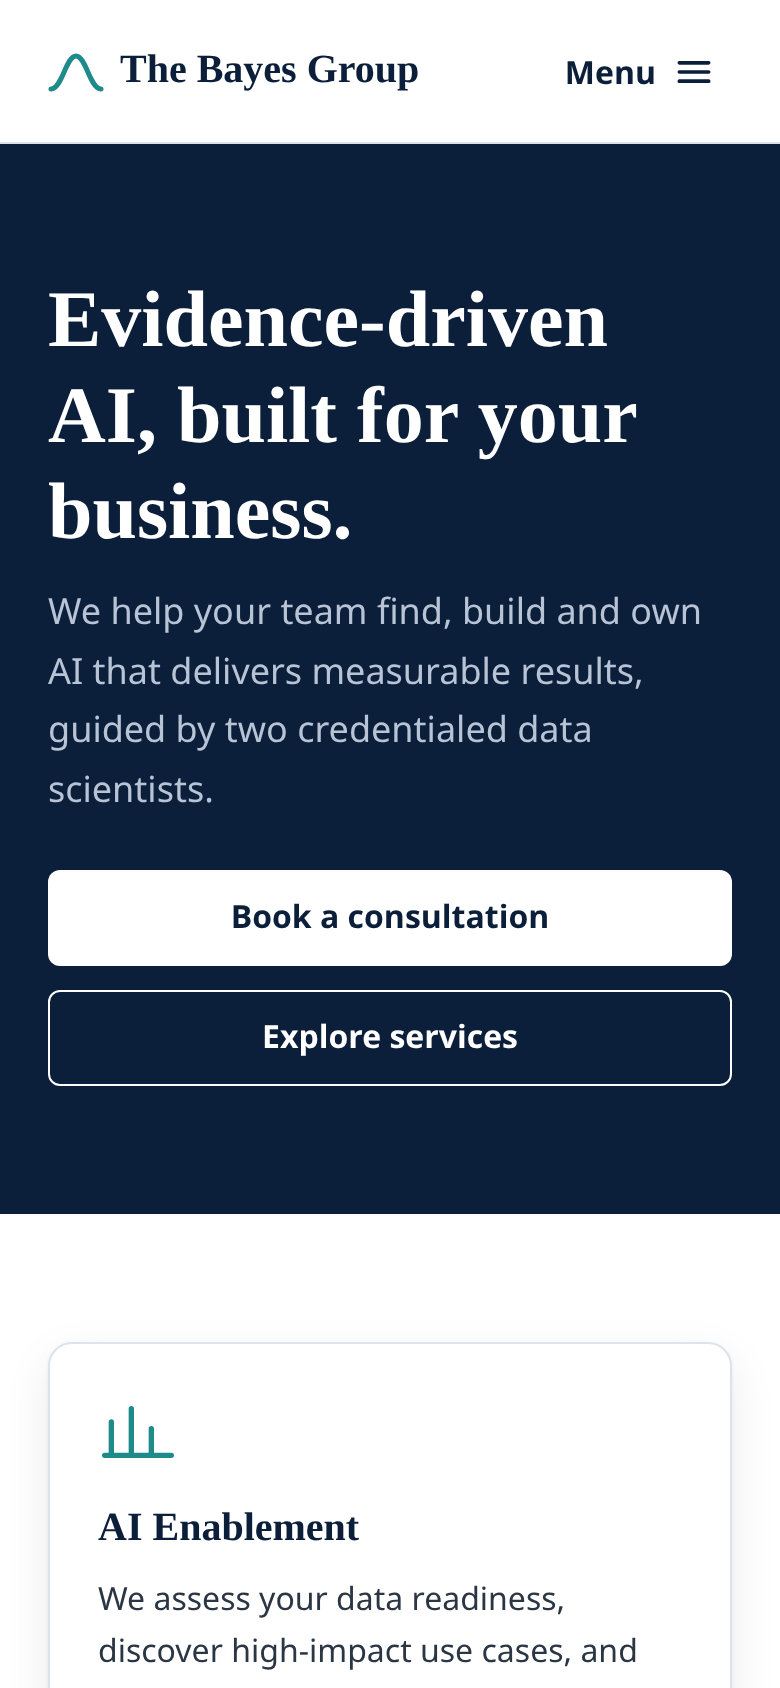 The Bayes Group
Menu
Evidence-driven
AI, built for your
business.
We help your team find, build and own
AI that delivers measurable results,
guided by two credentialed data
scientists.
Book a consultation
Explore services
AI Enablement
We assess your data readiness,
discover high-impact use cases, and